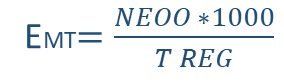 EMT= NEOO *1000
T REG